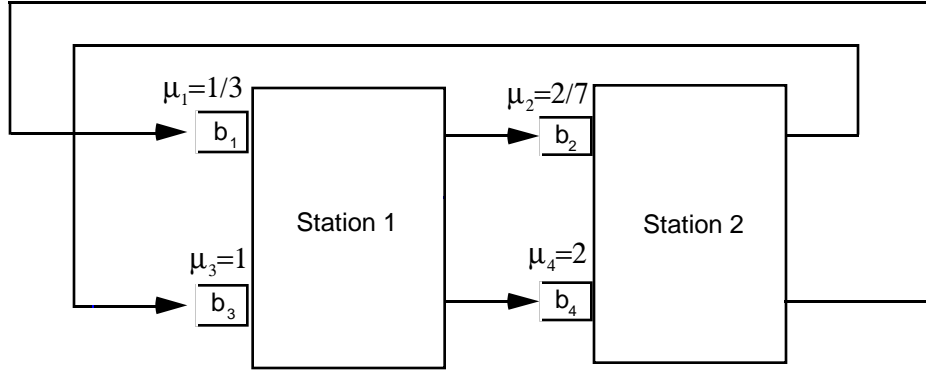 μ₁=1/3
μ₂=2/7
b₁
b₂
Station 1
Station 2
μ₃=1
μ₄=2
b₃
b₄